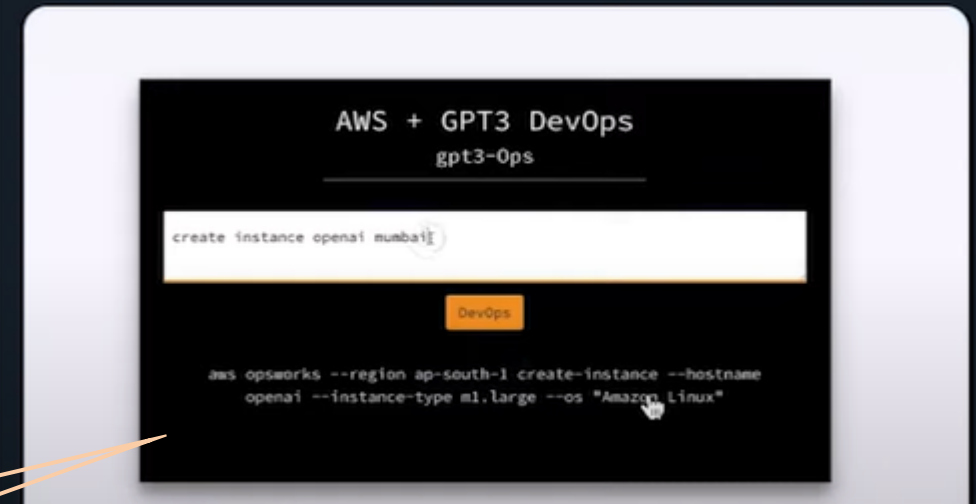 AWS + GPT3 DevOps
gpt3-Ops
create instance openai mumbai
DevOps
aws opsworks --region ap-south-1 create-instance --hostname
openai --instance-type m1.large --os "Amazon Linux"